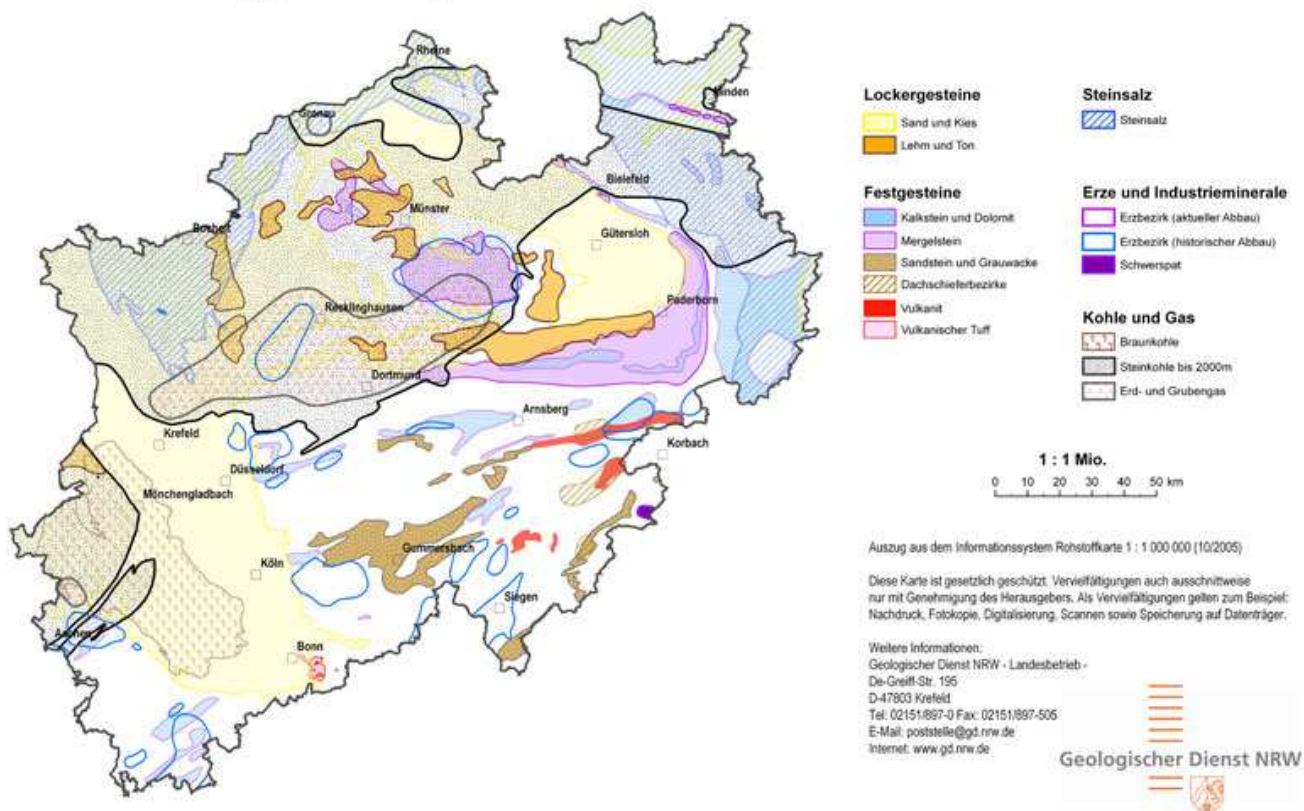 Rheine
Minden
Gronau
Bielefeld
Münster
Bocholt
Gütersloh
Recklinghausen
Paderborn
Dortmund
Arnsberg
Krefeld
Korbach
Düsseldorf
Mönchengladbach
Gummersbach
Köln
Siegen
Aachen
Bonn
Lockergesteine
Sand und Kies
Lehm und Ton
Festgesteine
Kalkstein und Dolomit
Mergelstein
Sandstein und Grauwacke
Dachschieferbezirke
Vulkanit
Vulkanischer Tuff
Steinsalz
Steinsalz
Erze und Industrieminerale
Erzbezirk (aktueller Abbau)
Erzbezirk (historischer Abbau)
Schwerspat
Kohle und Gas
Braunkohle
Steinkohle bis 2000m
Erd- und Grubengas
1 : 1 Mio.
0 10 20 30 40 50 km
Auszug aus dem Informationssystem Rohstoffkarte 1 : 1 000 000 (10/2005)
Diese Karte ist gesetzlich geschützt. Vervielfältigungen auch ausschnittweise
nur mit Genehmigung des Herausgebers. Als Vervielfältigungen gelten zum Beispiel:
Nachdruck, Fotokopie, Digitalisierung, Scannen sowie Speicherung auf Datenträger.
Weitere Informationen:
Geologischer Dienst NRW - Landesbetrieb -
De-Greiff-Str. 195
D-47803 Krefeld
Tel: 02151/897-0 Fax: 02151/897-505
E-Mail: poststelle@gd.nrw.de
Internet: www.gd.nrw.de
Geologischer Dienst NRW